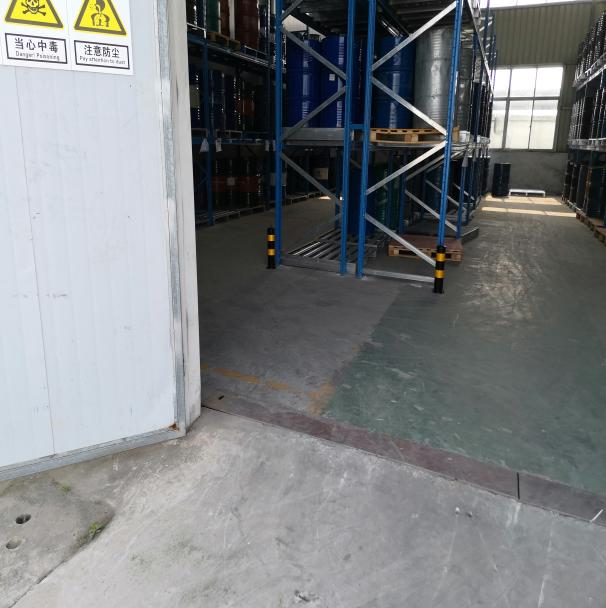 当心中毒
Danger! Poisoning
注意防尘
Pay attention to dust